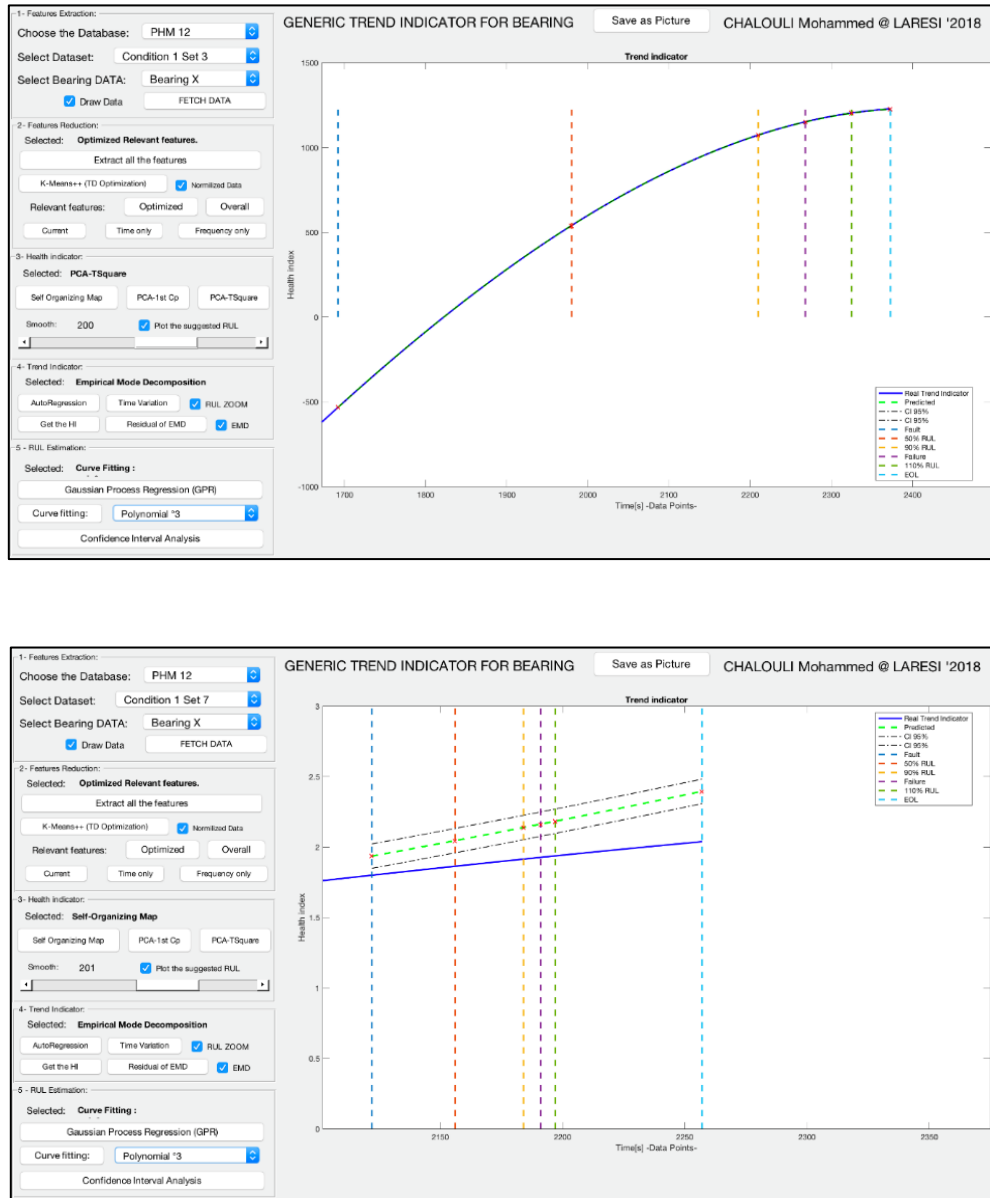 1- Features Extraction:
GENERIC TREND INDICATOR FOR BEARING Save as Picture CHALOULI Mohammed @ LARESI '2018
Choose the Database: PHM 12
Select Dataset: Condition 1 Set 3
Select Bearing DATA: Bearing X
Draw Data FETCH DATA
2- Features Reduction:
Selected: Optimized Relevant features.
Extract all the features
K-Means++ (TD Optimization) Normilized Data
Relevant features: Optimized Overall
Current Time only Frequency only
3- Health indicator:
Selected: PCA-TSquare
Self Organizing Map PCA-1st Cp PCA-TSquare
Smooth: 200 Plot the suggested RUL
4- Trend Indicator:
Selected: Empirical Mode Decomposition
AutoRegression Time Variation RUL ZOOM
Get the HI Residual of EMD EMD
5 - RUL Estimation:
Selected: Curve Fitting :
Gaussian Process Regression (GPR)
Curve fitting: Polynomial °3
Confidence Interval Analysis
Trend indicator
1500
1000
500
0
-500
-1000
Health index
1700 1800 1900 2000 2100 2200 2300 2400
Time[s] -Data Points-
Real Trend Indicator
Predicted
CI 95%
CI 95%
Fault
50% RUL
90% RUL
Failure
110% RUL
EOL
1- Features Extraction:
GENERIC TREND INDICATOR FOR BEARING Save as Picture CHALOULI Mohammed @ LARESI '2018
Choose the Database: PHM 12
Select Dataset: Condition 1 Set 7
Select Bearing DATA: Bearing X
Draw Data FETCH DATA
2- Features Reduction:
Selected: Optimized Relevant features.
Extract all the features
K-Means++ (TD Optimization) Normilized Data
Relevant features: Optimized Overall
Current Time only Frequency only
3- Health indicator:
Selected: Self-Organizing Map
Self Organizing Map PCA-1st Cp PCA-TSquare
Smooth: 201 Plot the suggested RUL
4- Trend Indicator:
Selected: Empirical Mode Decomposition
AutoRegression Time Variation RUL ZOOM
Get the HI Residual of EMD EMD
5 - RUL Estimation:
Selected: Curve Fitting :
Gaussian Process Regression (GPR)
Curve fitting: Polynomial °3
Confidence Interval Analysis
Trend indicator
3
2.5
2
1.5
1
0.5
0
Health index
2150 2200 2250 2300 2350
Time[s] -Data Points-
Real Trend Indicator
Predicted
CI 95%
CI 95%
Fault
50% RUL
90% RUL
Failure
110% RUL
EOL